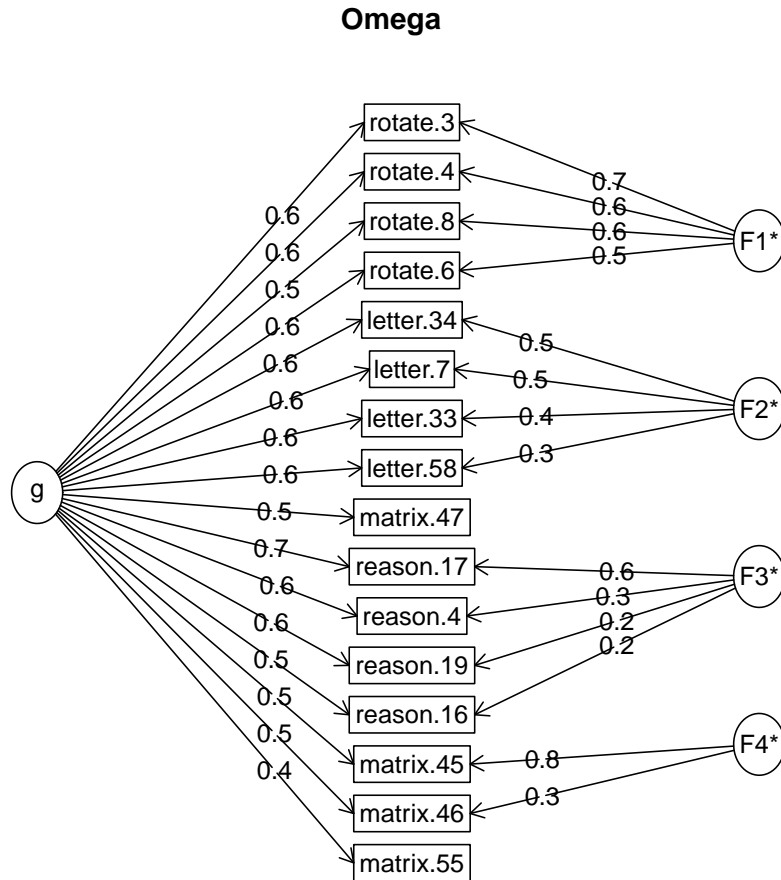 Omega
rotate.3
rotate.4
rotate.8
rotate.6
letter.34
letter.7
letter.33
letter.58
matrix.47
reason.17
reason.4
reason.19
reason.16
matrix.45
matrix.46
matrix.55
g
0.6
0.6
0.5
0.6
0.6
0.6
0.6
0.6
0.5
0.7
0.6
0.6
0.5
0.5
0.5
0.4
0.7
0.6
0.6
0.5
F1*
0.5
0.5
0.4
0.3
F2*
0.6
0.3
0.2
0.2
F3*
0.8
0.3
F4*